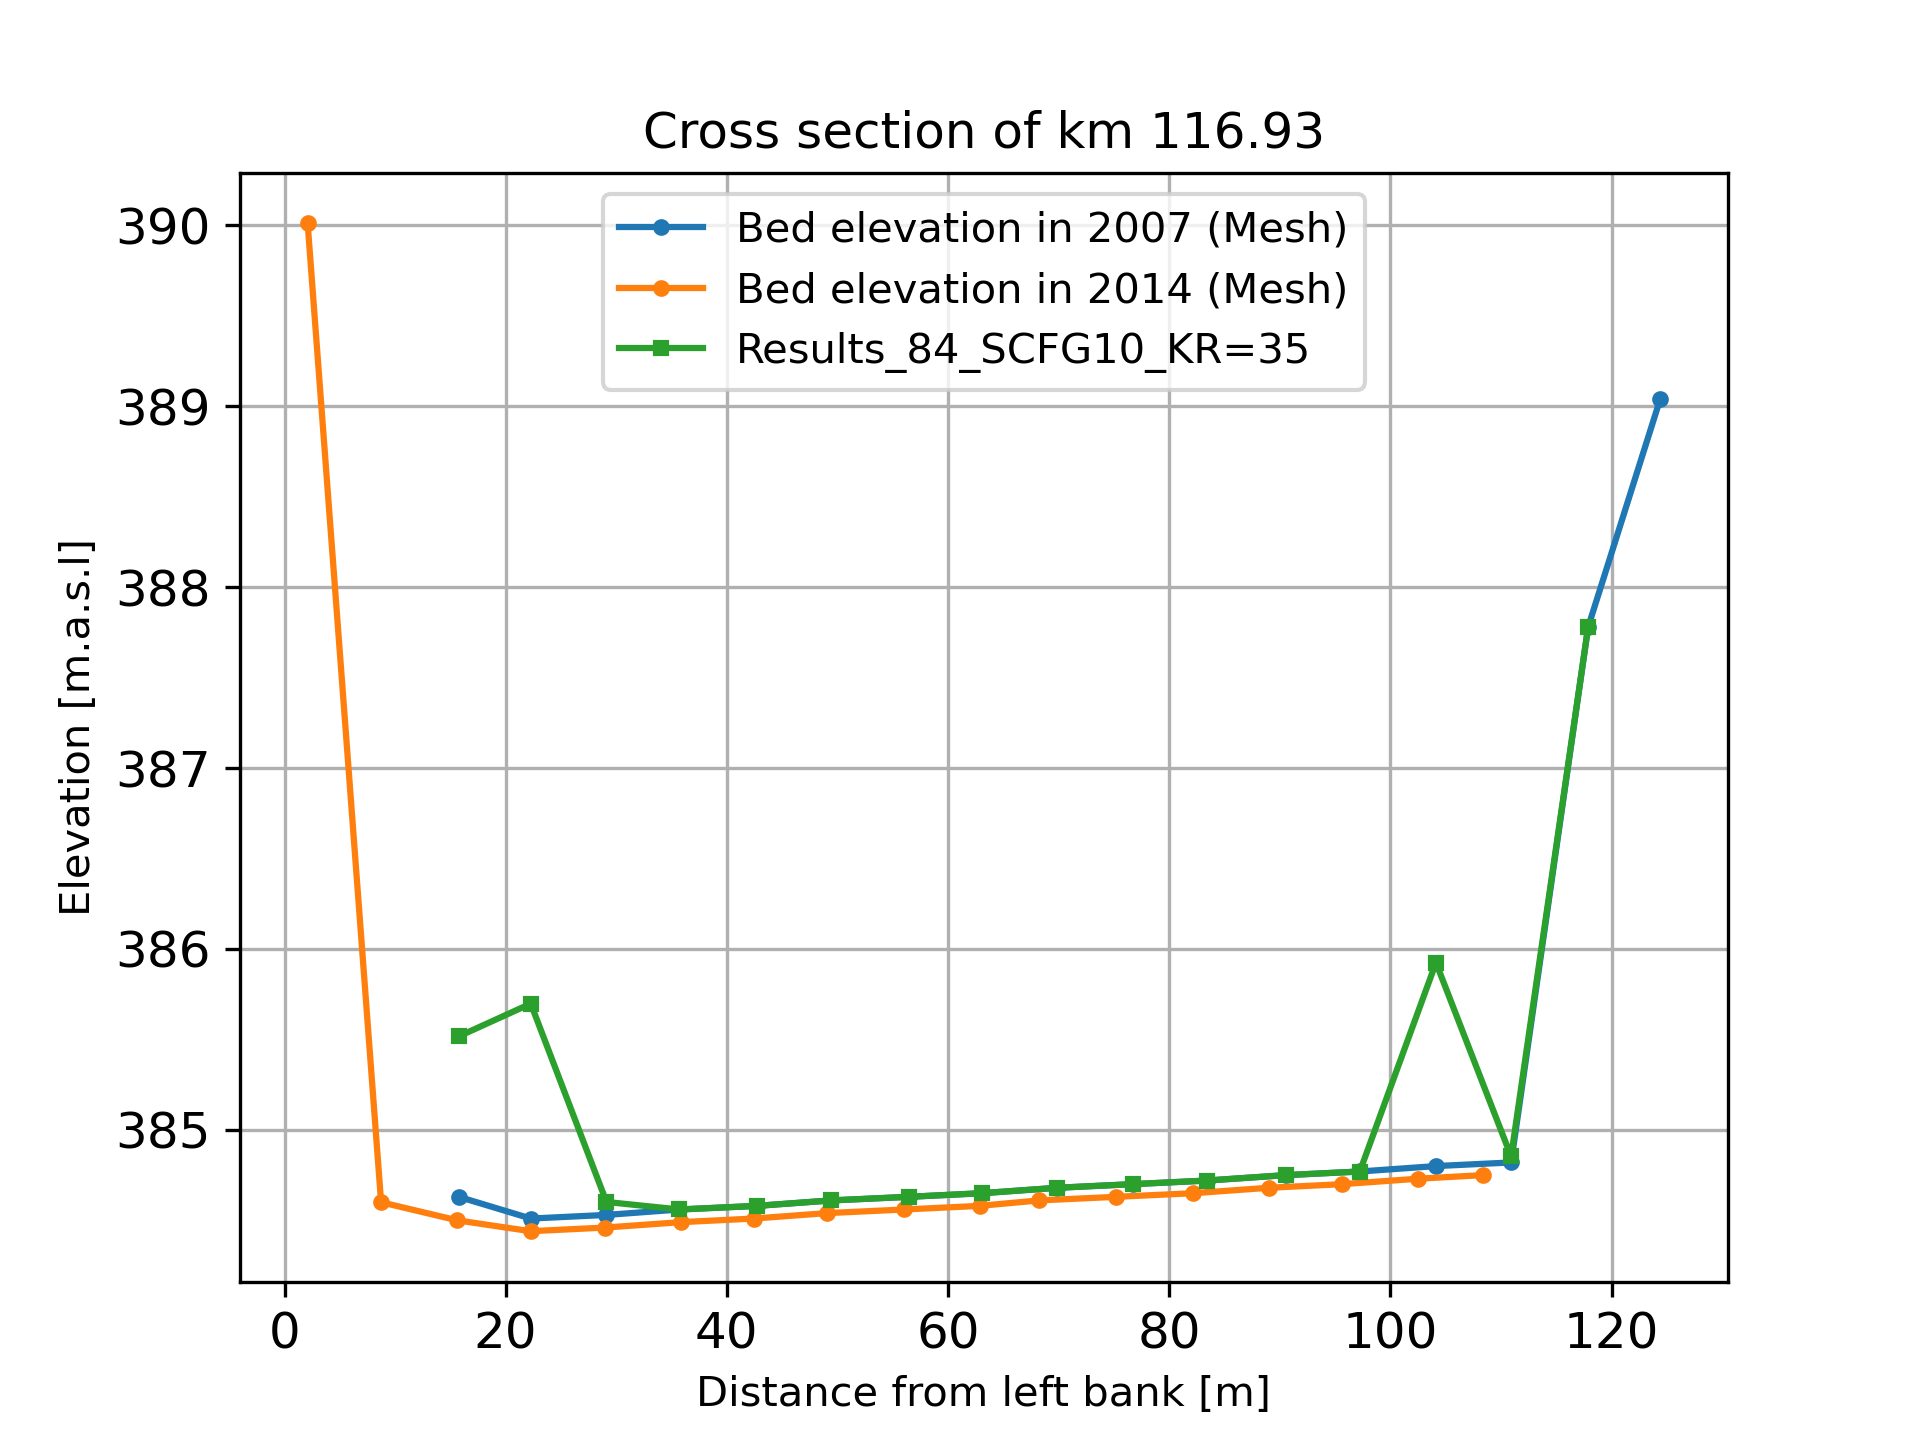 Cross section of km 116.93
Bed elevation in 2007 (Mesh)
Bed elevation in 2014 (Mesh)
Results_84_SCFG10_KR=35
390
389
388
387
386
385
Elevation [m.a.s.l]
0 20 40 60 80 100 120
Distance from left bank [m]